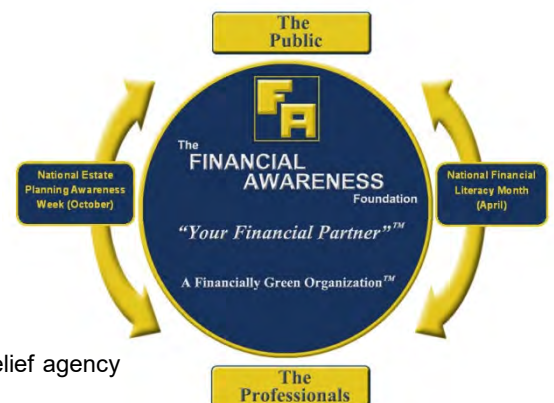 The
Public
FA
The
FINANCIAL
AWARENESS
Foundation
National Estate
Planning Awareness
Week (October)
National Financial
Literacy Month
(April)
"Your Financial Partner"™
A Financially Green Organization™
elief agency
The
Professionals